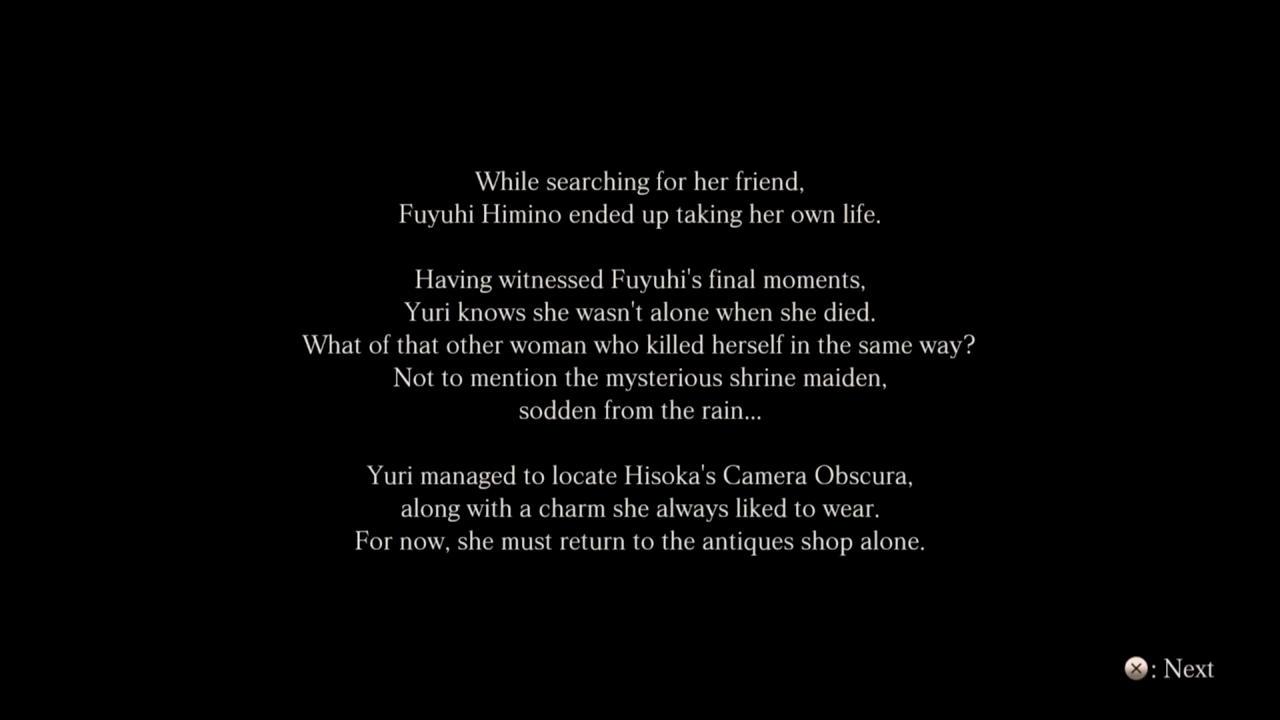 While searching for her friend,
Fuyuhi Himino ended up taking her own life.
Having witnessed Fuyuhi's final moments,
Yuri knows she wasn't alone when she died.
What of that other woman who killed herself in the same way?
Not to mention the mysterious shrine maiden,
sodden from the rain...
Yuri managed to locate Hisoka's Camera Obscura,
along with a charm she always liked to wear.
For now, she must return to the antiques shop alone.
ⓧ: Next